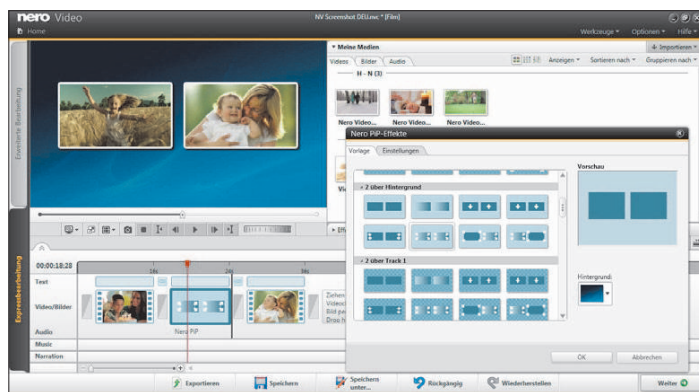 nero Video
NV Screenshot DEU.nvc * [Film]
Home
Werkzeuge
Optionen
Hilfe
Erweiterte Bearbeitung
Expressbearbeitung
Meine Medien
Importieren
Videos
Bilder
Audio
Anzeigen
Sortieren nach
Gruppieren nach
H - N (3)
Nero Video...
Nero Video...
Nero Video...
Nero PiP-Effekte
Vorlage
Einstellungen
Vorschau
2 über Hintergrund
2 über Track 1
Hintergrund:
OK
Abbrechen
00:00:18:28
10s
20s
30s
Text
Video/Bilder
Audio
Nero PiP
Music
Narration
Exportieren
Speichern
Speichern
unter...
Rückgängig
Wiederherstellen
Weiter